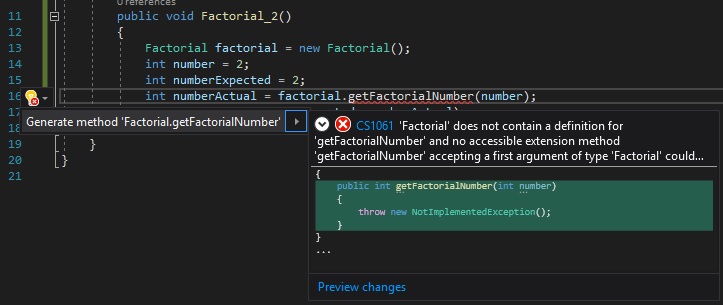 0 references
11 public void Factorial_2()
12 {
13 Factorial factorial = new Factorial();
14 int number = 2;
15 int numberExpected = 2;
16 int numberActual = factorial.getFactorialNumber(number);
17
Generate method 'Factorial.getFactorialNumber'
18
19 }
20 }
21
CS1061 'Factorial' does not contain a definition for
'getFactorialNumber' and no accessible extension method
'getFactorialNumber' accepting a first argument of type 'Factorial' could...
{
public int getFactorialNumber(int number)
{
throw new NotImplementedException();
}
}
...
Preview changes